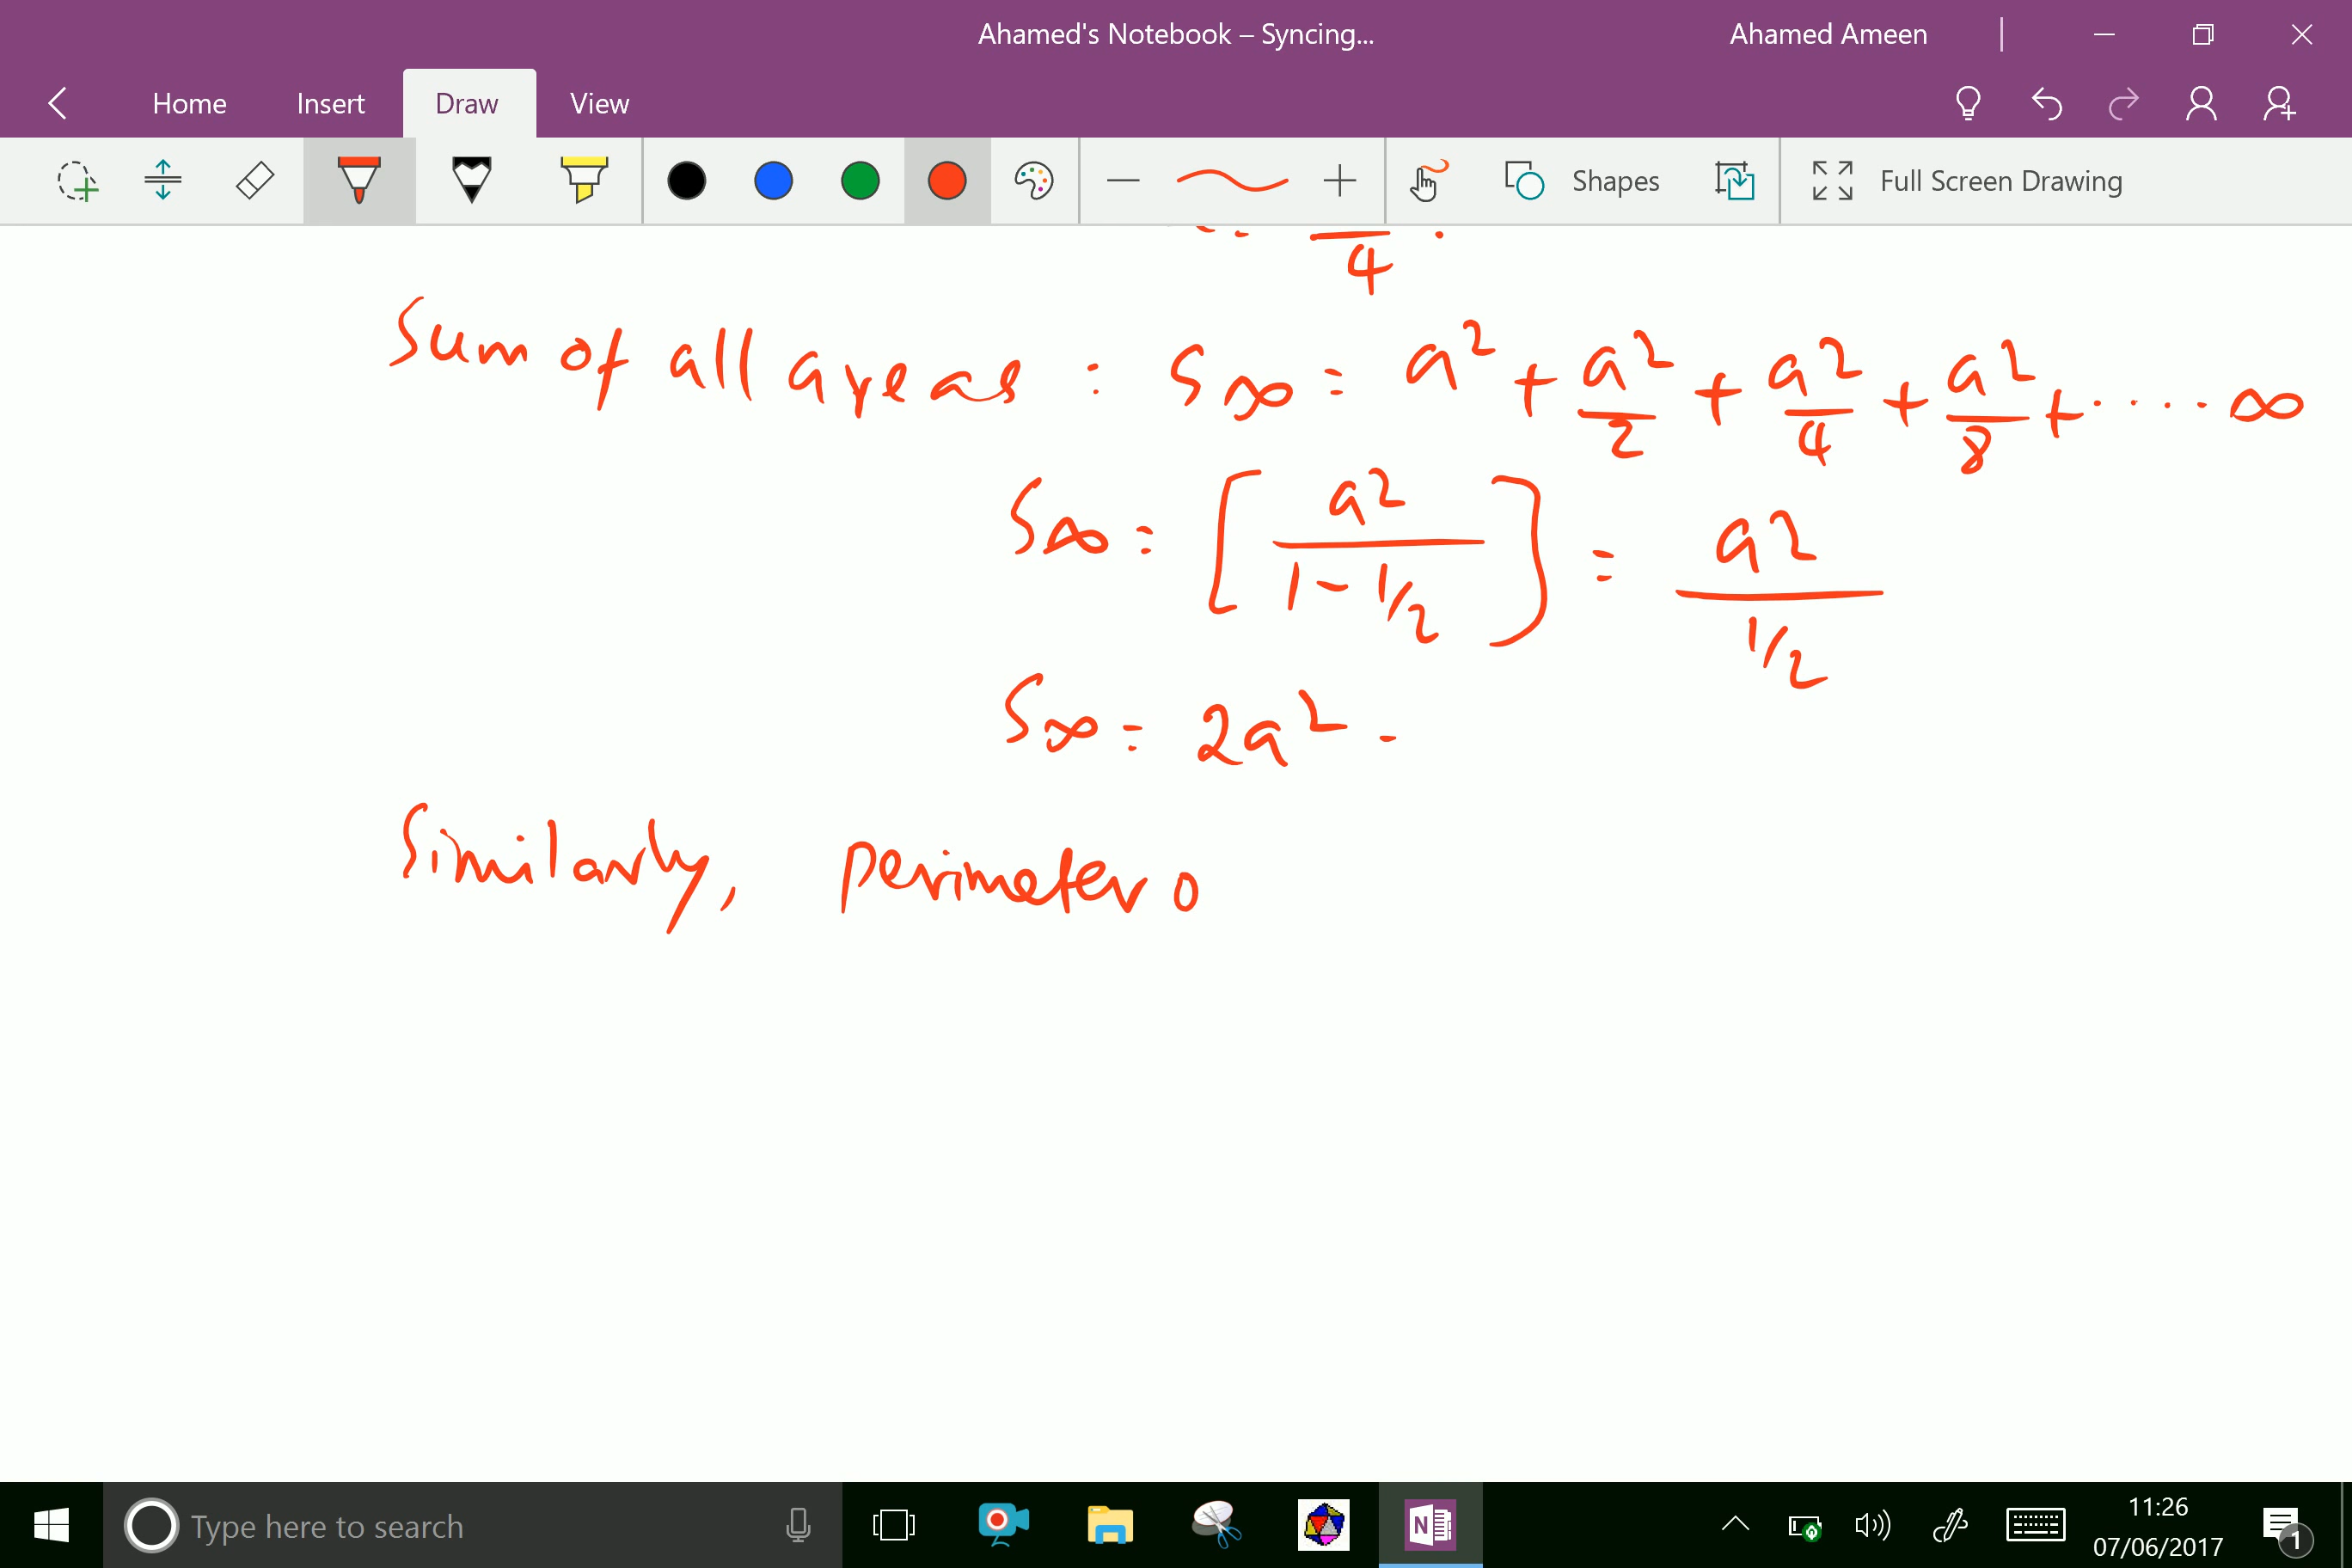 Ahamed's Notebook – Syncing... Ahamed Ameen
Home Insert Draw View
Shapes Full Screen Drawing
4
Sum of all areas : S∞ = a² + a²/2 + a²/4 + a²/8 + ..... ∞
S∞ = [a²/(1 - 1/2)] = a²/(1/2)
S∞ = 2a² -
Similarly, perimeter o
Type here to search
N
11:26
07/06/2017
1